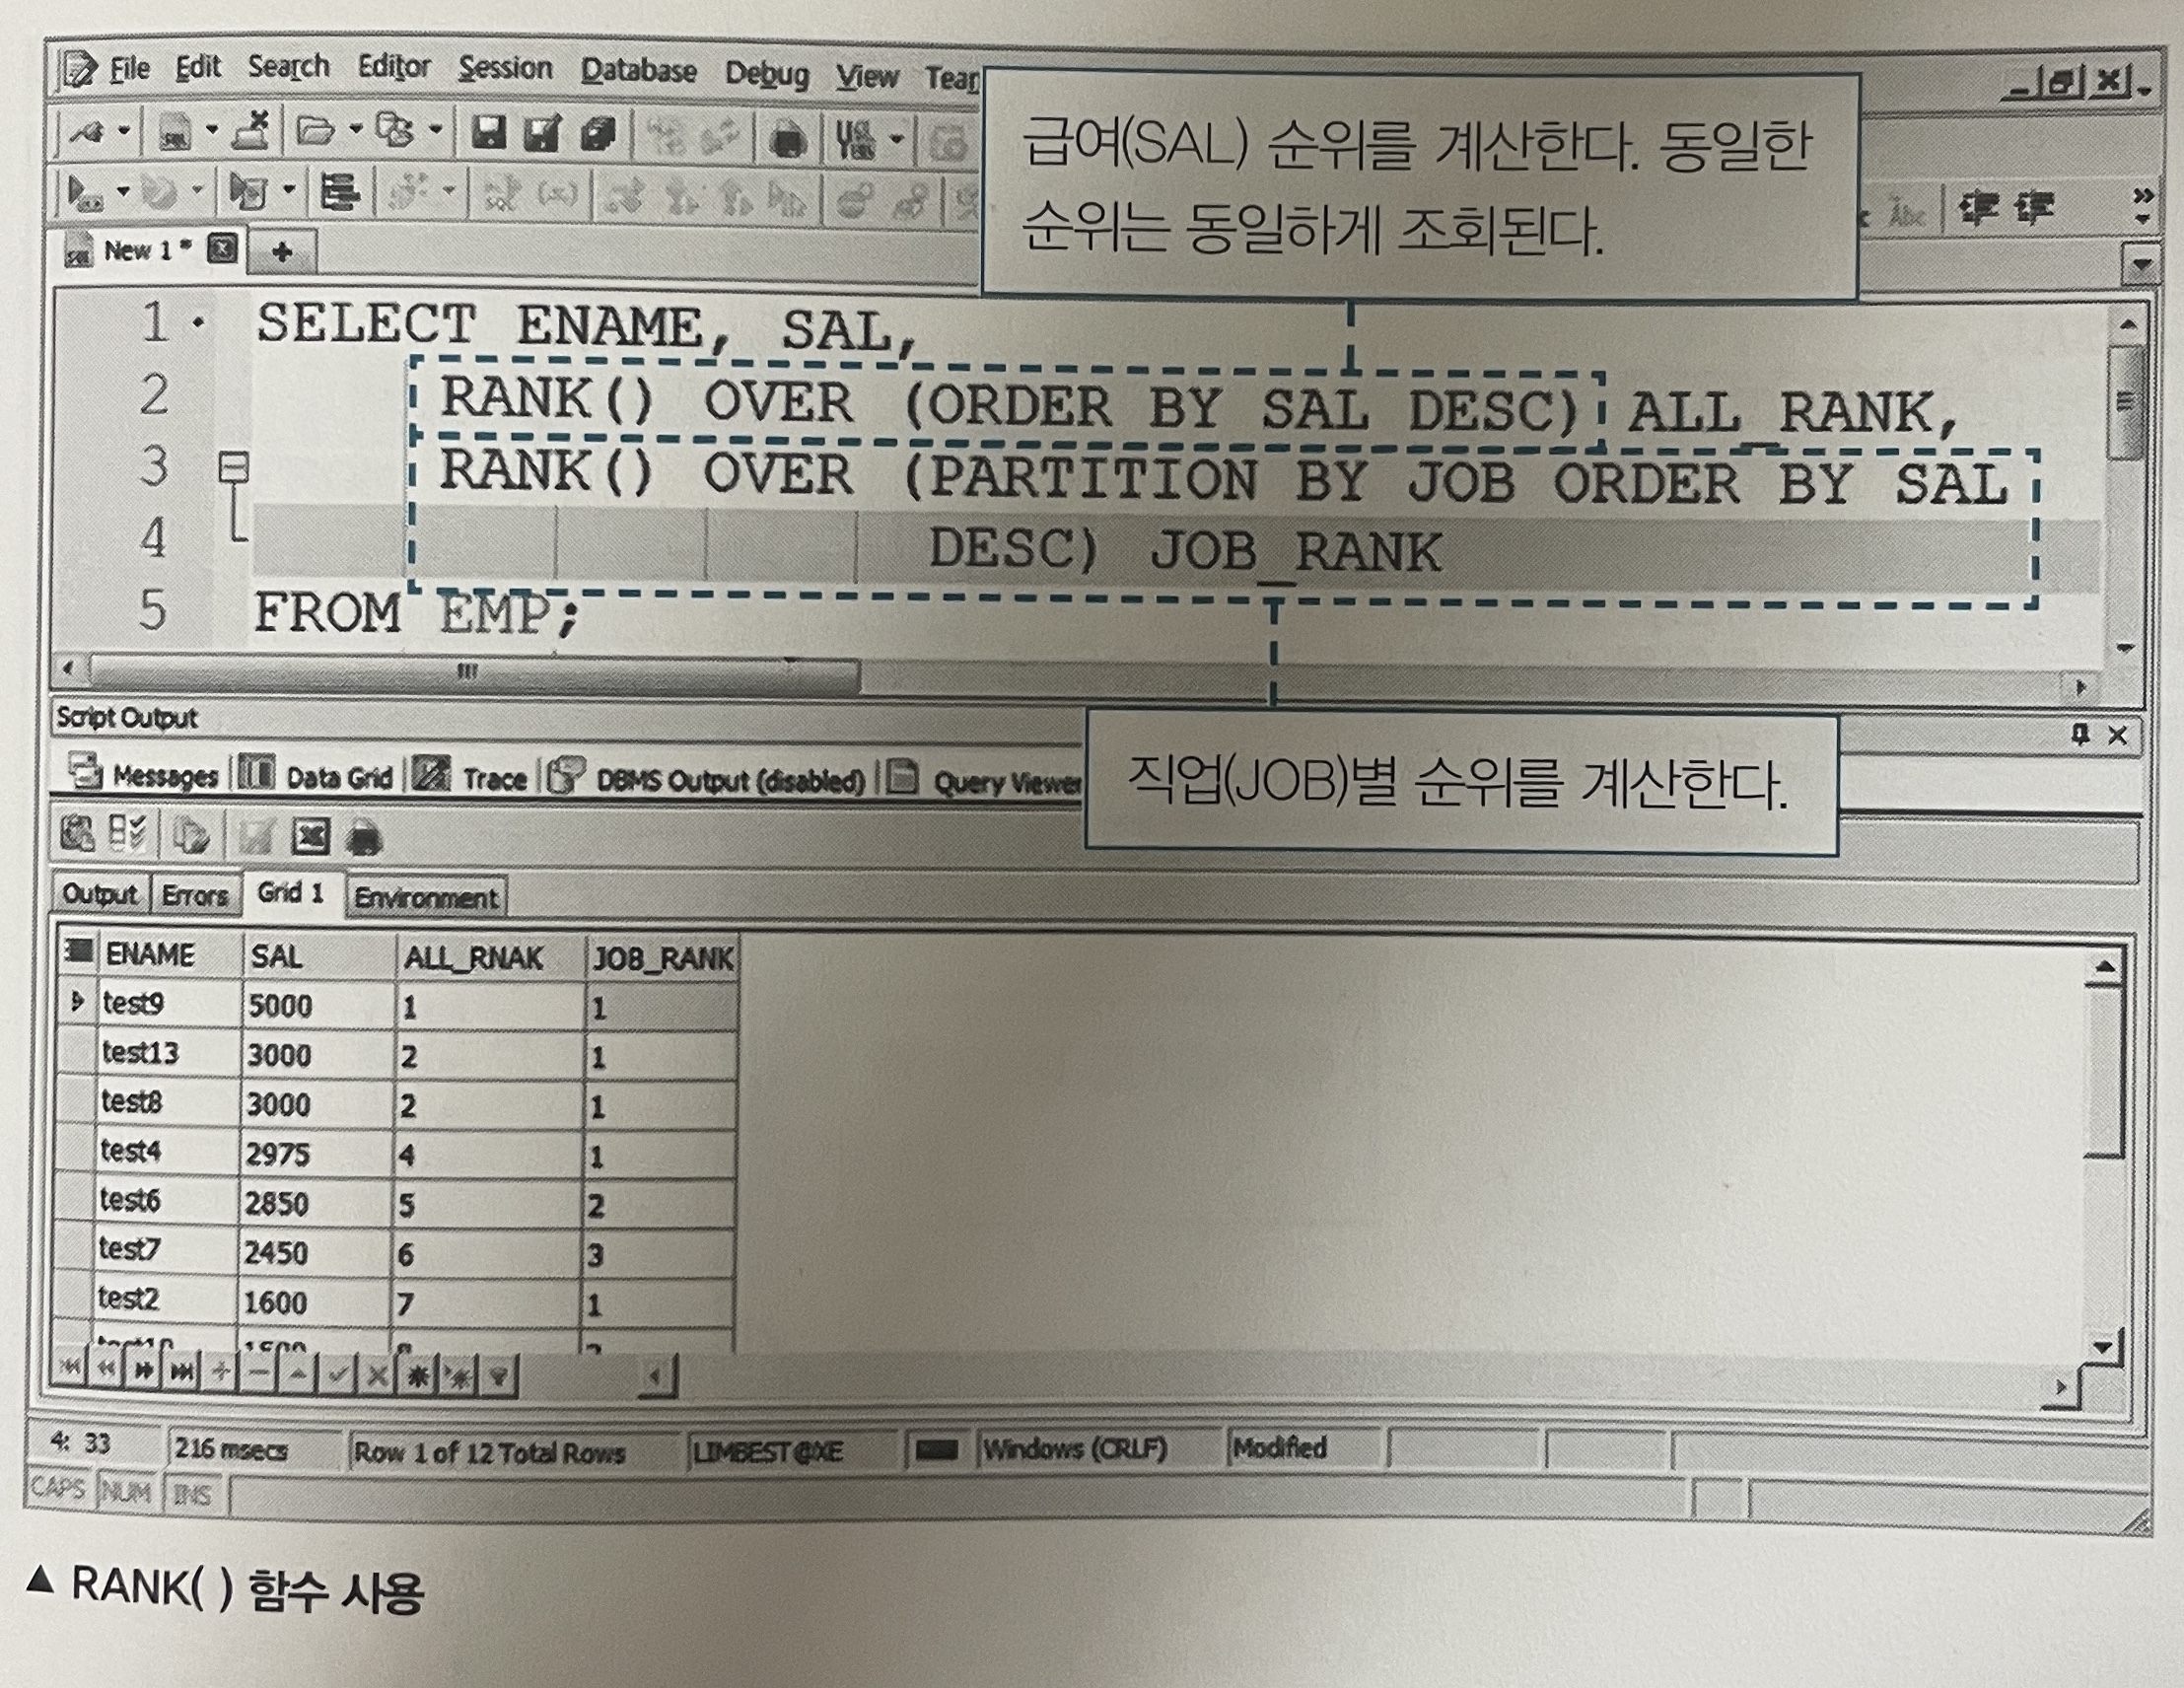 File Edit Search Editor Session Database Debug View
급여(SAL) 순위를 계산한다. 동일한
순위는 동일하게 조회된다.
New 1 *
1 SELECT ENAME, SAL,
2 RANK() OVER (ORDER BY SAL DESC) ALL_RANK,
3 RANK() OVER (PARTITION BY JOB ORDER BY SAL
4 DESC) JOB_RANK
5 FROM EMP;
Script Output
Messages Data Grid Trace DBMS Output (disabled) Query Viewer
직업(JOB)별 순위를 계산한다.
Output Errors Grid 1 Environment
ENAME SAL ALL_RNAK JOB_RANK
test9 5000 1 1
test13 3000 2 1
test8 3000 2 1
test4 2975 4 1
test6 2850 5 2
test7 2450 6 3
test2 1600 7 1
4: 33 216 msecs Row 1 of 12 Total Rows LIMBEST@XE Windows (CRLF) Modified
CAPS NUM INS
▲ RANK( ) 함수 사용